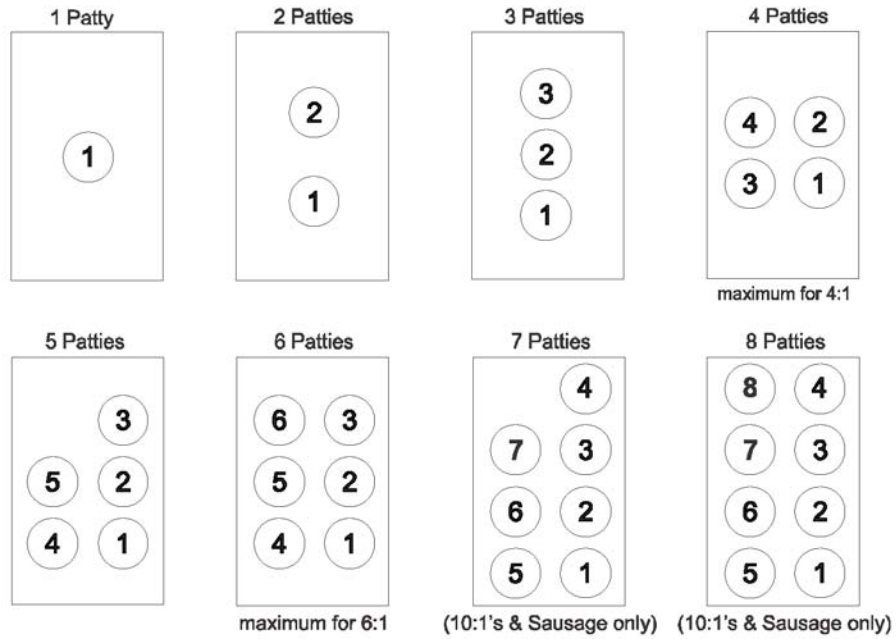 1 Patty
1
2 Patties
2
1
3 Patties
3
2
1
4 Patties
4 2
3 1
maximum for 4:1
5 Patties
3
5 2
4 1
6 Patties
6 3
5 2
4 1
maximum for 6:1
7 Patties
4
7 3
6 2
5 1
(10:1's & Sausage only)
8 Patties
8 4
7 3
6 2
5 1
(10:1's & Sausage only)